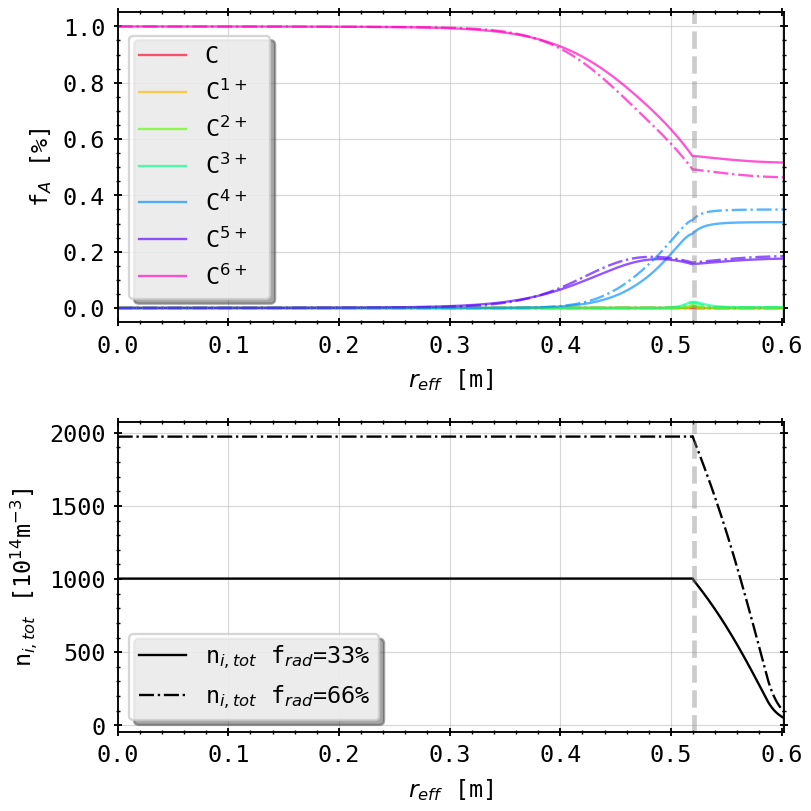 f_A [%]
1.0
0.8
0.6
0.4
0.2
0.0
C
C^1+
C^2+
C^3+
C^4+
C^5+
C^6+
0.0 0.1 0.2 0.3 0.4 0.5 0.6
r_eff [m]
n_i,tot [10^14 m^−3]
2000
1500
1000
500
0
n_i,tot f_rad=33%
n_i,tot f_rad=66%
0.0 0.1 0.2 0.3 0.4 0.5 0.6
r_eff [m]